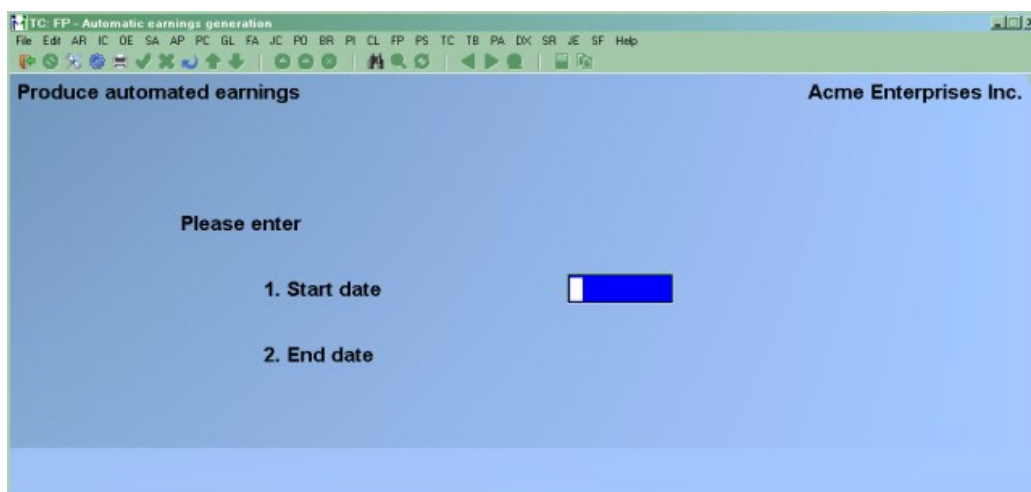 TC: FP - Automatic earnings generation
File Edit AR IC OE SA AP PC GL FA JC PO BR PI CL FP PS TC TB PA DX SR JE SF Help
Produce automated earnings Acme Enterprises Inc.
Please enter
1. Start date
2. End date